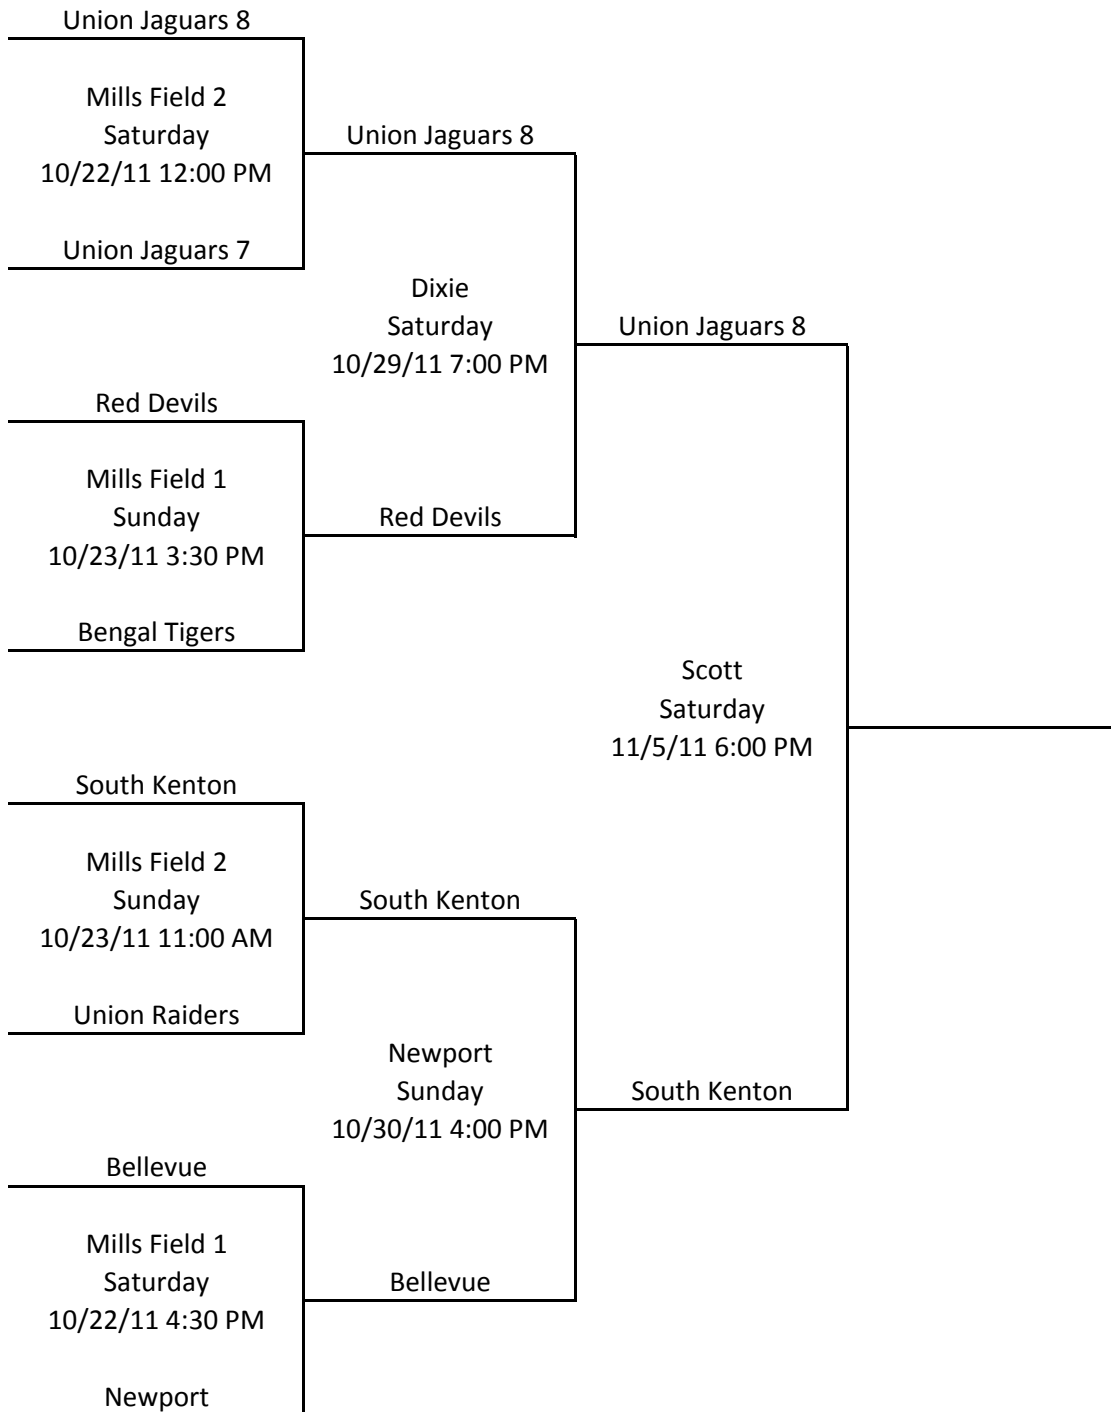 Union Jaguars 8
Mills Field 2
Saturday
10/22/11 12:00 PM
Union Jaguars 7
Union Jaguars 8
Dixie
Saturday
10/29/11 7:00 PM
Red Devils
Mills Field 1
Sunday
10/23/11 3:30 PM
Bengal Tigers
Red Devils
Union Jaguars 8
Scott
Saturday
11/5/11 6:00 PM
South Kenton
Mills Field 2
Sunday
10/23/11 11:00 AM
Union Raiders
South Kenton
Newport
Sunday
10/30/11 4:00 PM
South Kenton
Bellevue
Mills Field 1
Saturday
10/22/11 4:30 PM
Newport
Bellevue